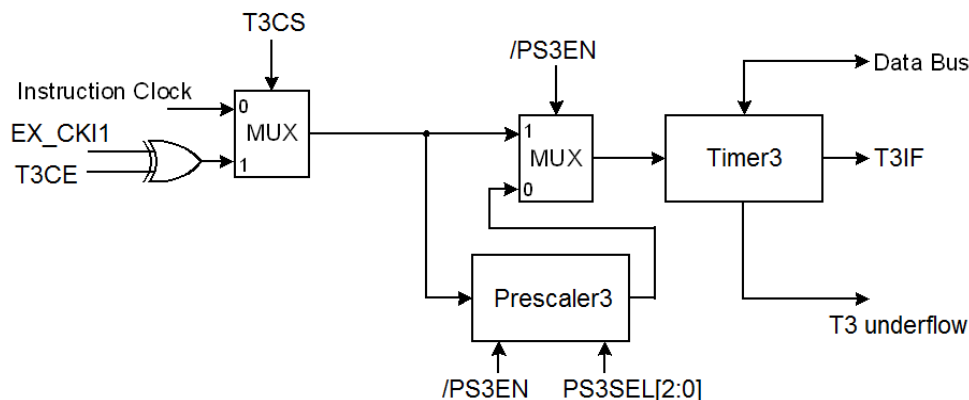 T3CS
/PS3EN
Instruction Clock
0
MUX
EX_CKI1
T3CE
1
1
MUX
0
Timer3
Data Bus
T3IF
Prescaler3
T3 underflow
/PS3EN
PS3SEL[2:0]